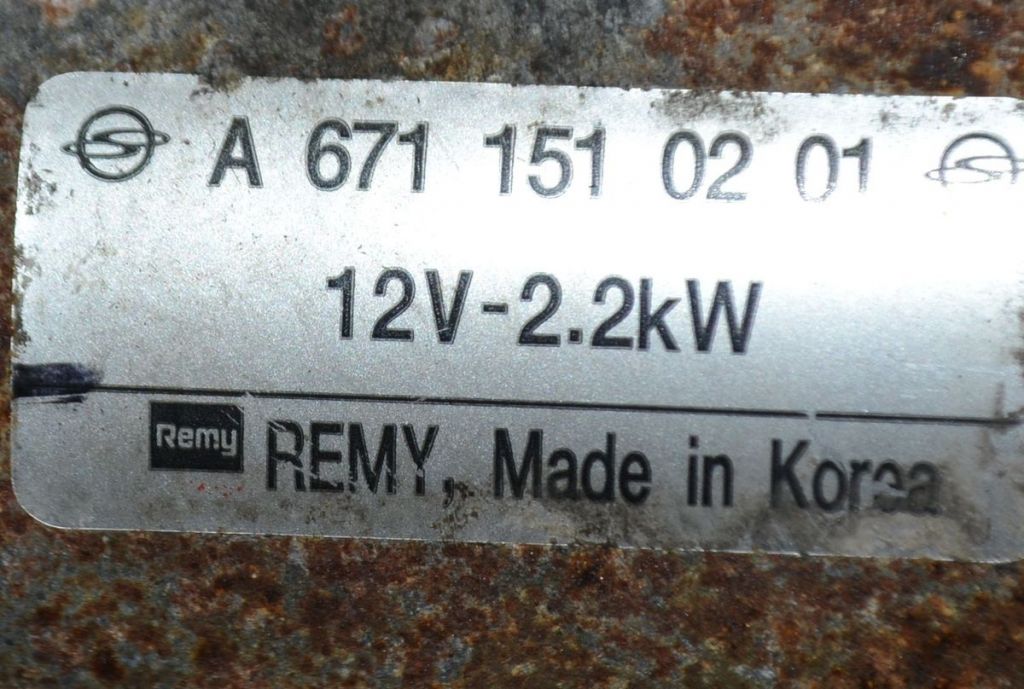 A 671 151 02 01
12V-2.2kW
Remy REMY, Made in Korea